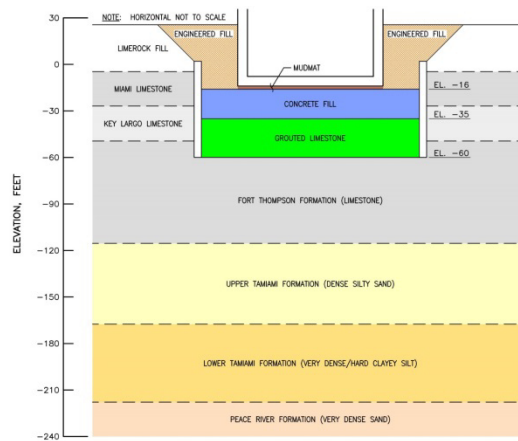 NOTE: HORIZONTAL NOT TO SCALE
30
ENGINEERED FILL
ENGINEERED FILL
LIMEROCK FILL
0
MUDMAT
MIAMI LIMESTONE
EL. -16
CONCRETE FILL
-30
EL. -35
KEY LARGO LIMESTONE
GROUTED LIMESTONE
-60
EL. -60
FORT THOMPSON FORMATION (LIMESTONE)
-90
ELEVATION, FEET
-120
UPPER TAMIAMI FORMATION (DENSE SILTY SAND)
-150
-180
LOWER TAMIAMI FORMATION (VERY DENSE/HARD CLAYEY SILT)
-210
PEACE RIVER FORMATION (VERY DENSE SAND)
-240